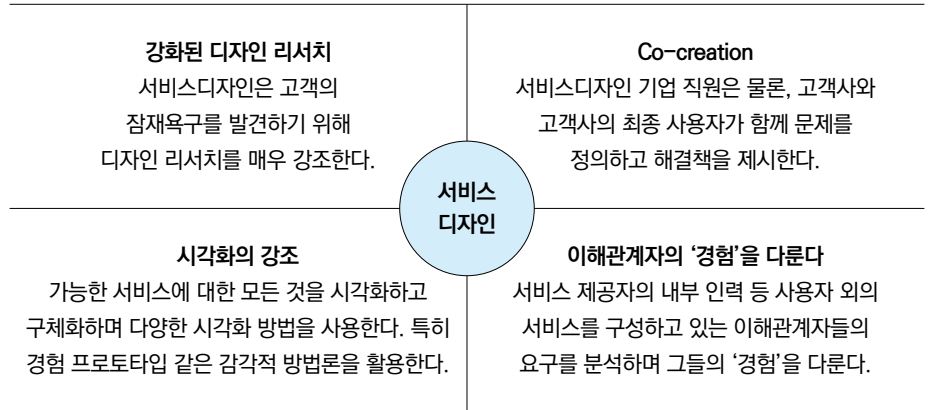 강화된 디자인 리서치
서비스디자인은 고객의
잠재욕구를 발견하기 위해
디자인 리서치를 매우 강조한다.
Co-creation
서비스디자인 기업 직원은 물론, 고객사와
고객사의 최종 사용자가 함께 문제를
정의하고 해결책을 제시한다.
서비스
디자인
시각화의 강조
가능한 서비스에 대한 모든 것을 시각화하고
구체화하며 다양한 시각화 방법을 사용한다. 특히
경험 프로토타입 같은 감각적 방법론을 활용한다.
이해관계자의 ‘경험’을 다룬다
서비스 제공자의 내부 인력 등 사용자 외의
서비스를 구성하고 있는 이해관계자들의
요구를 분석하며 그들의 ‘경험’을 다룬다.